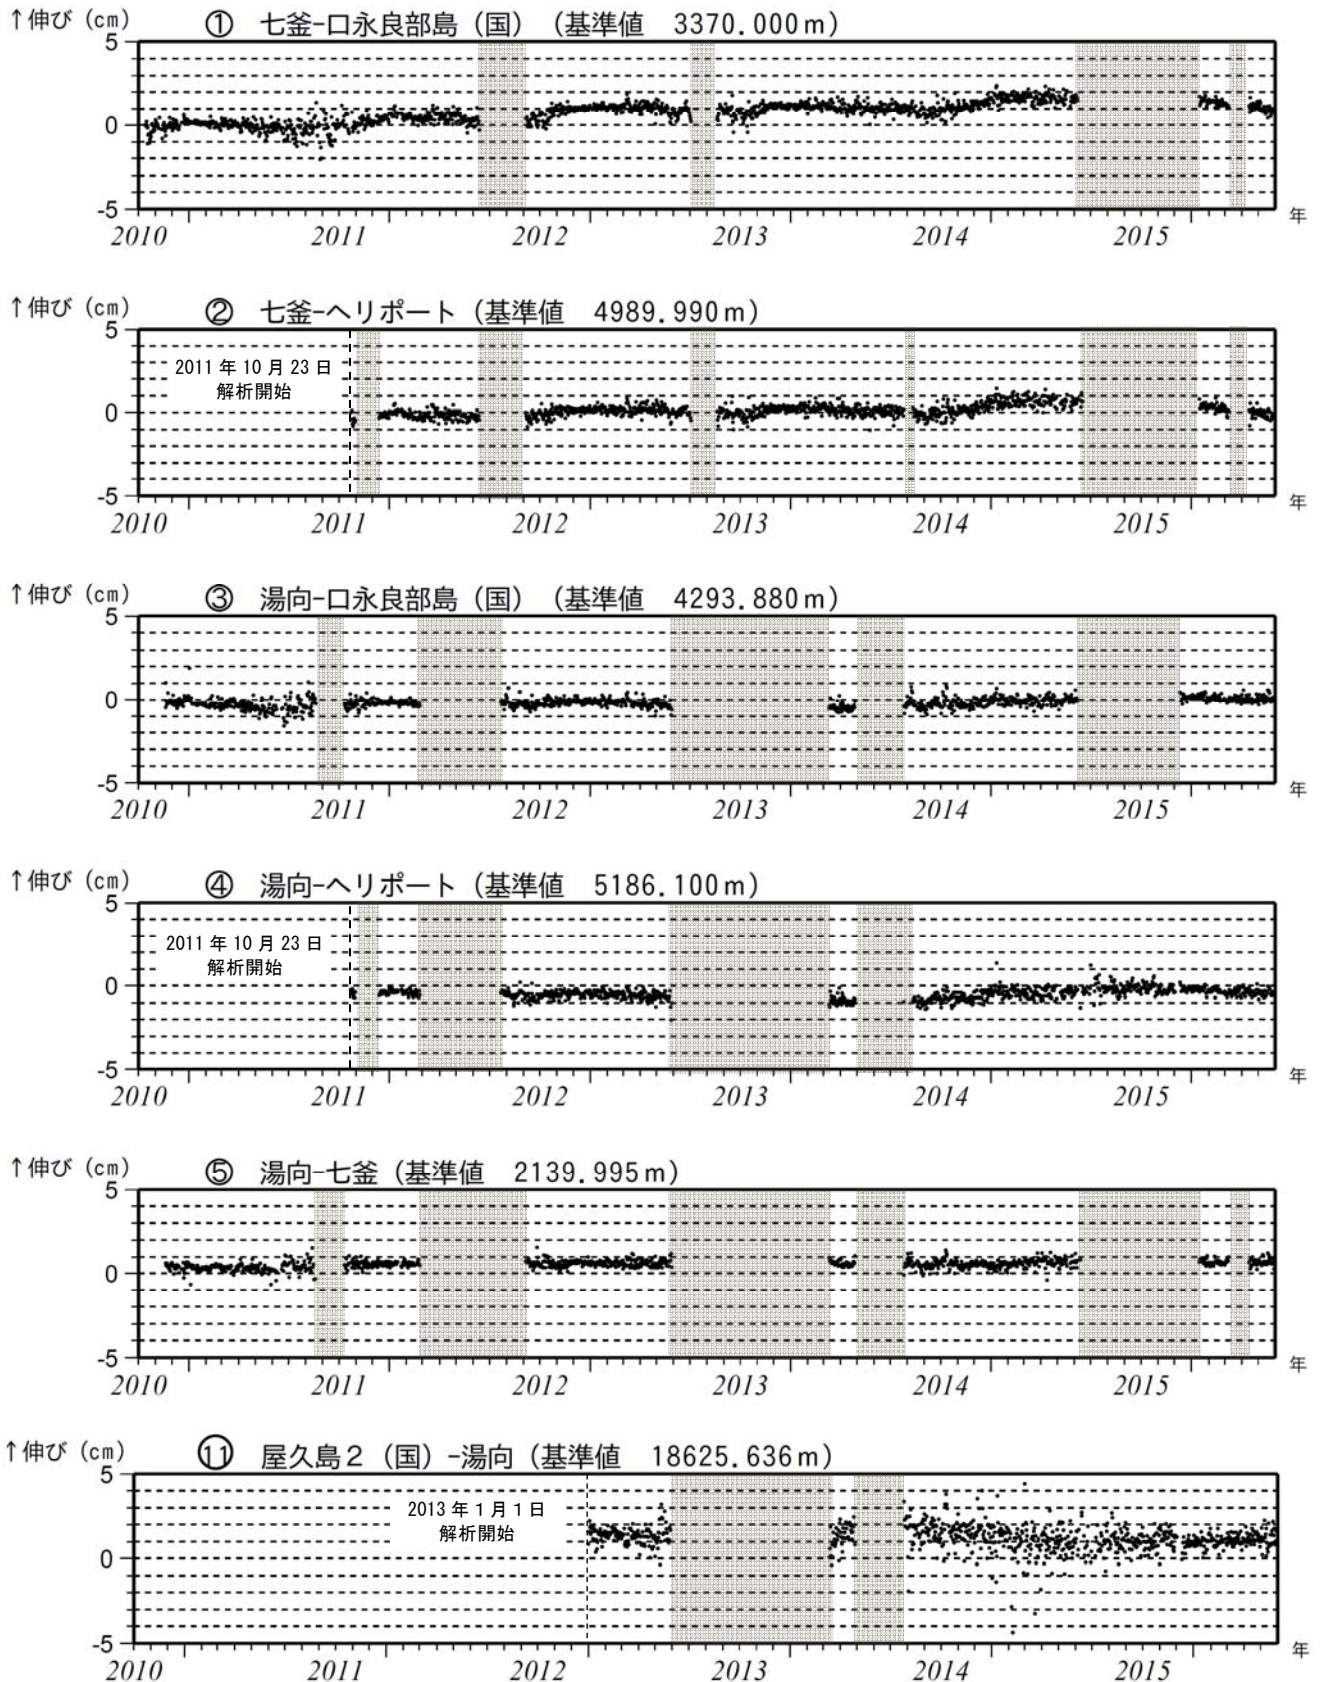 ↑伸び（cm） ① 七釜-口永良部島（国）（基準値　3370.000m）
5
0
-5
2010 2011 2012 2013 2014 2015 年
↑伸び（cm） ② 七釜-ヘリポート（基準値　4989.990m）
5
2011年10月23日
解析開始
0
-5
2010 2011 2012 2013 2014 2015 年
↑伸び（cm） ③ 湯向-口永良部島（国）（基準値　4293.880m）
5
0
-5
2010 2011 2012 2013 2014 2015 年
↑伸び（cm） ④ 湯向-ヘリポート（基準値　5186.100m）
5
2011年10月23日
解析開始
0
-5
2010 2011 2012 2013 2014 2015 年
↑伸び（cm） ⑤ 湯向-七釜（基準値　2139.995m）
5
0
-5
2010 2011 2012 2013 2014 2015 年
↑伸び（cm） ⑪ 屋久島２（国）-湯向（基準値　18625.636m）
5
2013年１月１日
解析開始
0
-5
2010 2011 2012 2013 2014 2015 年